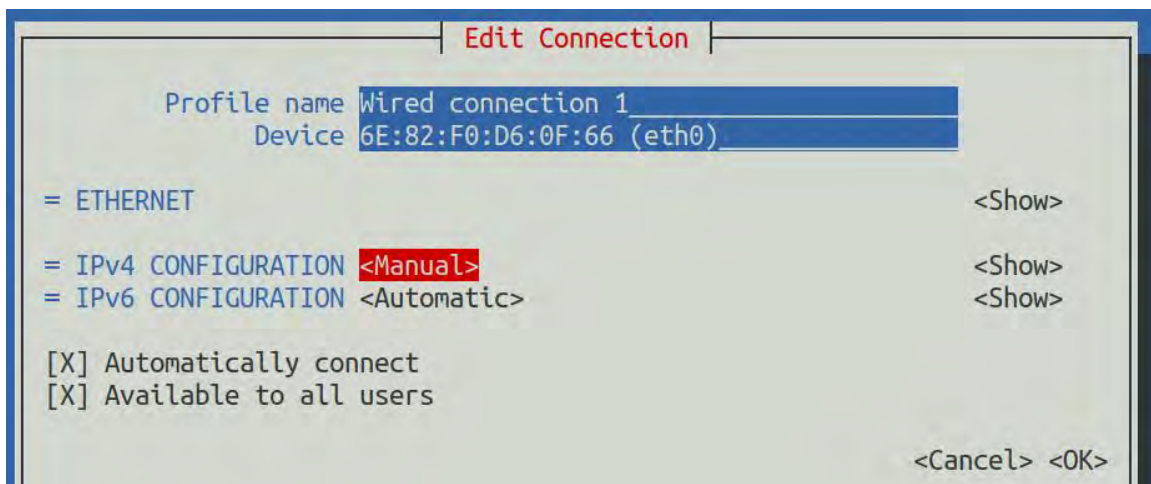 Edit Connection
Profile name Wired connection 1
Device 6E:82:F0:D6:0F:66 (eth0)
= ETHERNET <Show>
= IPv4 CONFIGURATION <Manual> <Show>
= IPv6 CONFIGURATION <Automatic> <Show>
[X] Automatically connect
[X] Available to all users
<Cancel> <OK>